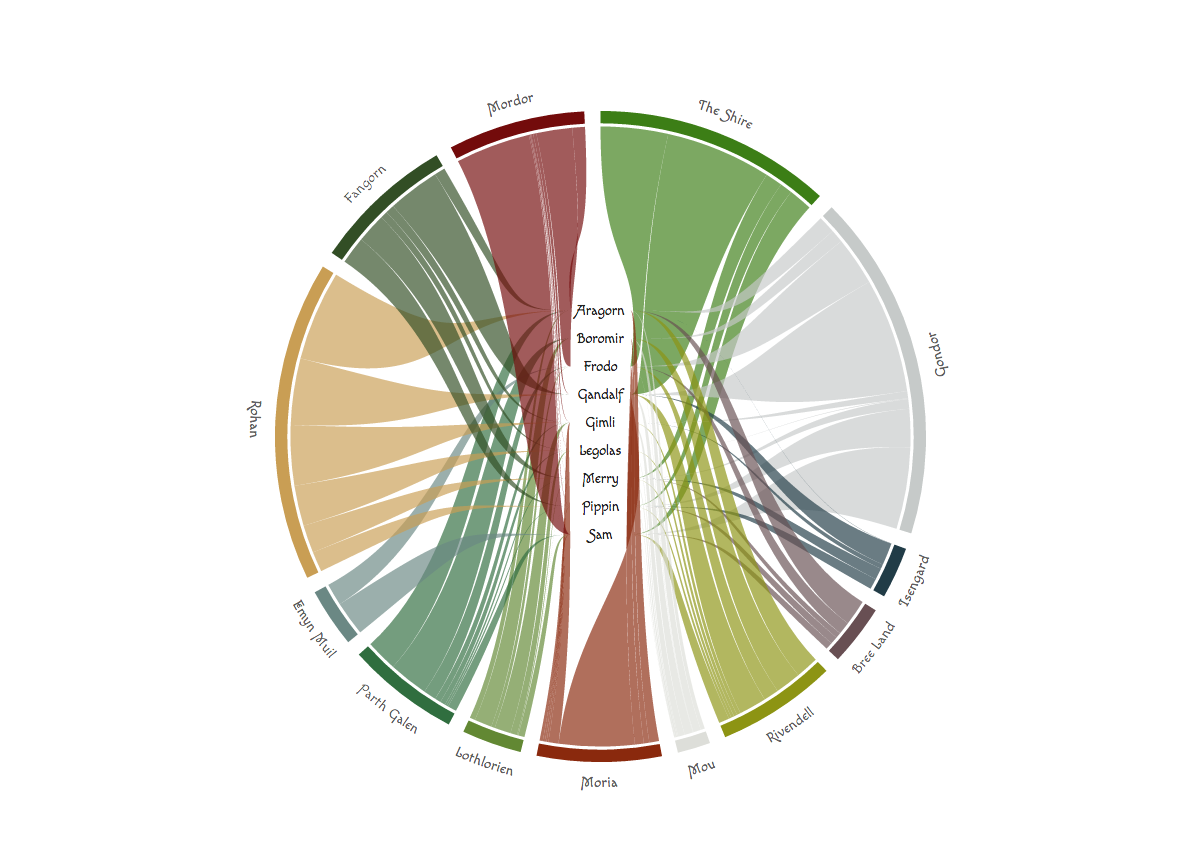 Mordor
The Shire
Fangorn
Gondor
Rohan
Aragorn
Boromir
Frodo
Gandalf
Gimli
Legolas
Merry
Pippin
Sam
Isengard
Emyn Muil
Bree Land
Parth Galen
Rivendell
Lothlorien
Mou
Moria